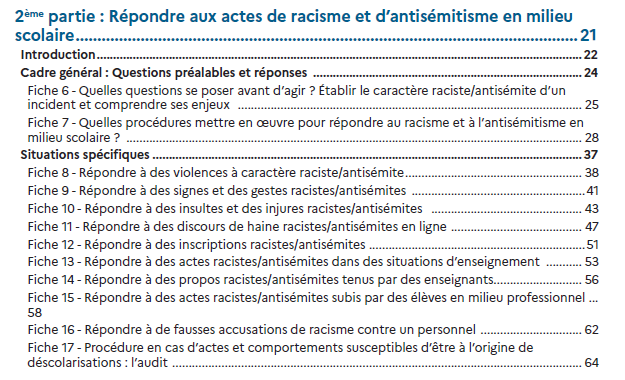 2ème partie : Répondre aux actes de racisme et d'antisémitisme en milieu
scolaire.................................................................................................... 21
Introduction.................................................................................................... 22
Cadre général : Questions préalables et réponses .................................................... 24
Fiche 6 - Quelles questions se poser avant d'agir ? Établir le caractère raciste/antisémite d'un
incident et comprendre ses enjeux .................................................... 25
Fiche 7 - Quelles procédures mettre en œuvre pour répondre au racisme et à l'antisémitisme en
milieu scolaire ? .................................................... 28
Situations spécifiques .................................................... 37
Fiche 8 - Répondre à des violences à caractère raciste/antisémite.................................................... 38
Fiche 9 - Répondre à des signes et des gestes racistes/antisémites ....................................................41
Fiche 10 - Répondre à des insultes et des injures racistes/antisémites .................................................... 43
Fiche 11 - Répondre à des discours de haine racistes/antisémites en ligne ................................ 47
Fiche 12 - Répondre à des inscriptions racistes/antisémites .................................................... 51
Fiche 13 - Répondre à des actes racistes/antisémites dans des situations d'enseignement .......... 53
Fiche 14 - Répondre à des propos racistes/antisémites tenus par des enseignants...................... 56
Fiche 15 - Répondre à des actes racistes/antisémites subis par des élèves en milieu professionnel ...
58
Fiche 16 - Répondre à de fausses accusations de racisme contre un personnel ......................... 62
Fiche 17 - Procédure en cas d'actes et comportements susceptibles d'être à l'origine de
déscolarisations : l'audit .................................................... 64